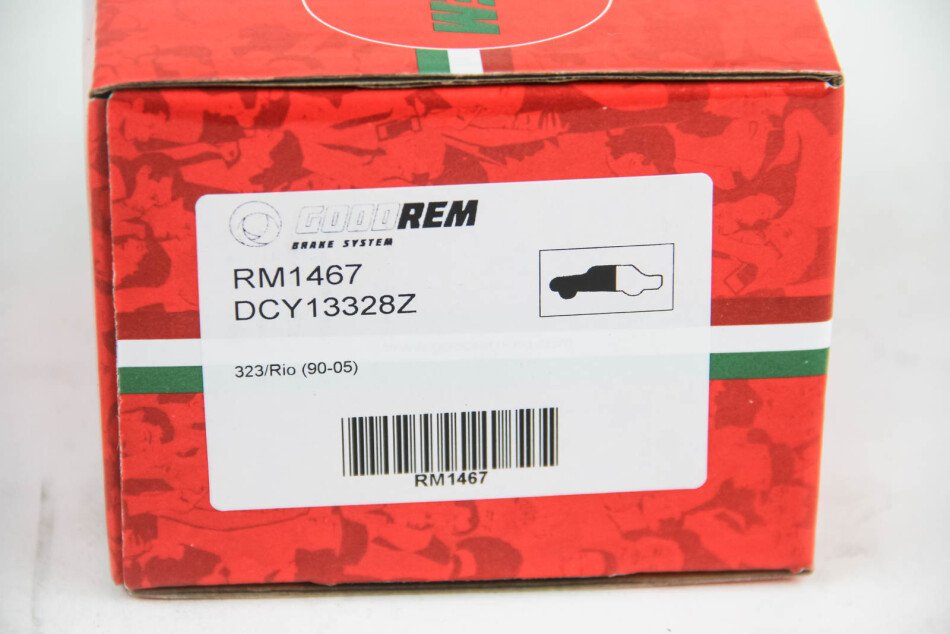 GOODREM
BRAKE SYSTEM
RM1467
DCY13328Z
323/Rio (90-05)
RM1467